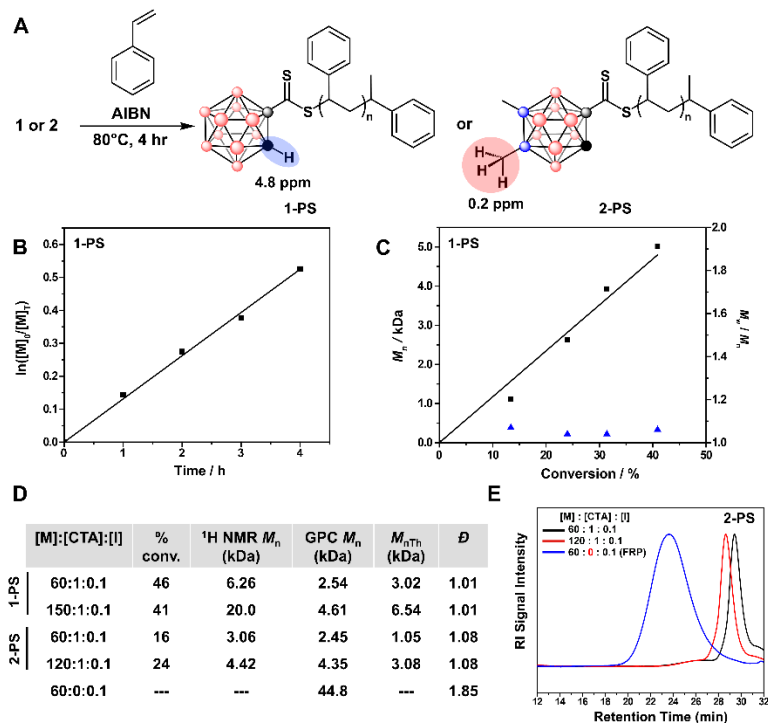 A
1 or 2
AIBN
80°C, 4 hr
S
S
n
H
4.8 ppm
1-PS
or
S
S
n
H
H
H
0.2 ppm
2-PS
B
1-PS
ln([M]0/[M]T)
0.6
0.5
0.4
0.3
0.2
0.1
0.0
0 1 2 3 4
Time / h
C
1-PS
Mn / kDa
5.0
4.0
3.0
2.0
1.0
0.0
0 10 20 30 40 50
Conversion / %
2.0
1.9
1.8
1.7
1.6
1.5
1.4
1.3
1.2
1.1
1.0
Mw / Mn
D
[M]:[CTA]:[I] % conv. ¹H NMR Mn (kDa) GPC Mn (kDa) MnTh (kDa) Đ
1-PS
60:1:0.1 46 6.26 2.54 3.02 1.01
150:1:0.1 41 20.0 4.61 6.54 1.01
2-PS
60:1:0.1 16 3.06 2.45 1.05 1.08
120:1:0.1 24 4.42 4.35 3.08 1.08
60:0:0.1 --- --- 44.8 --- 1.85
E
[M] : [CTA] : [I]
60 : 1 : 0.1
120 : 1 : 0.1
60 : 0 : 0.1 (FRP)
2-PS
RI Signal Intensity
12 14 16 18 20 22 24 26 28 30 32
Retention Time (min)